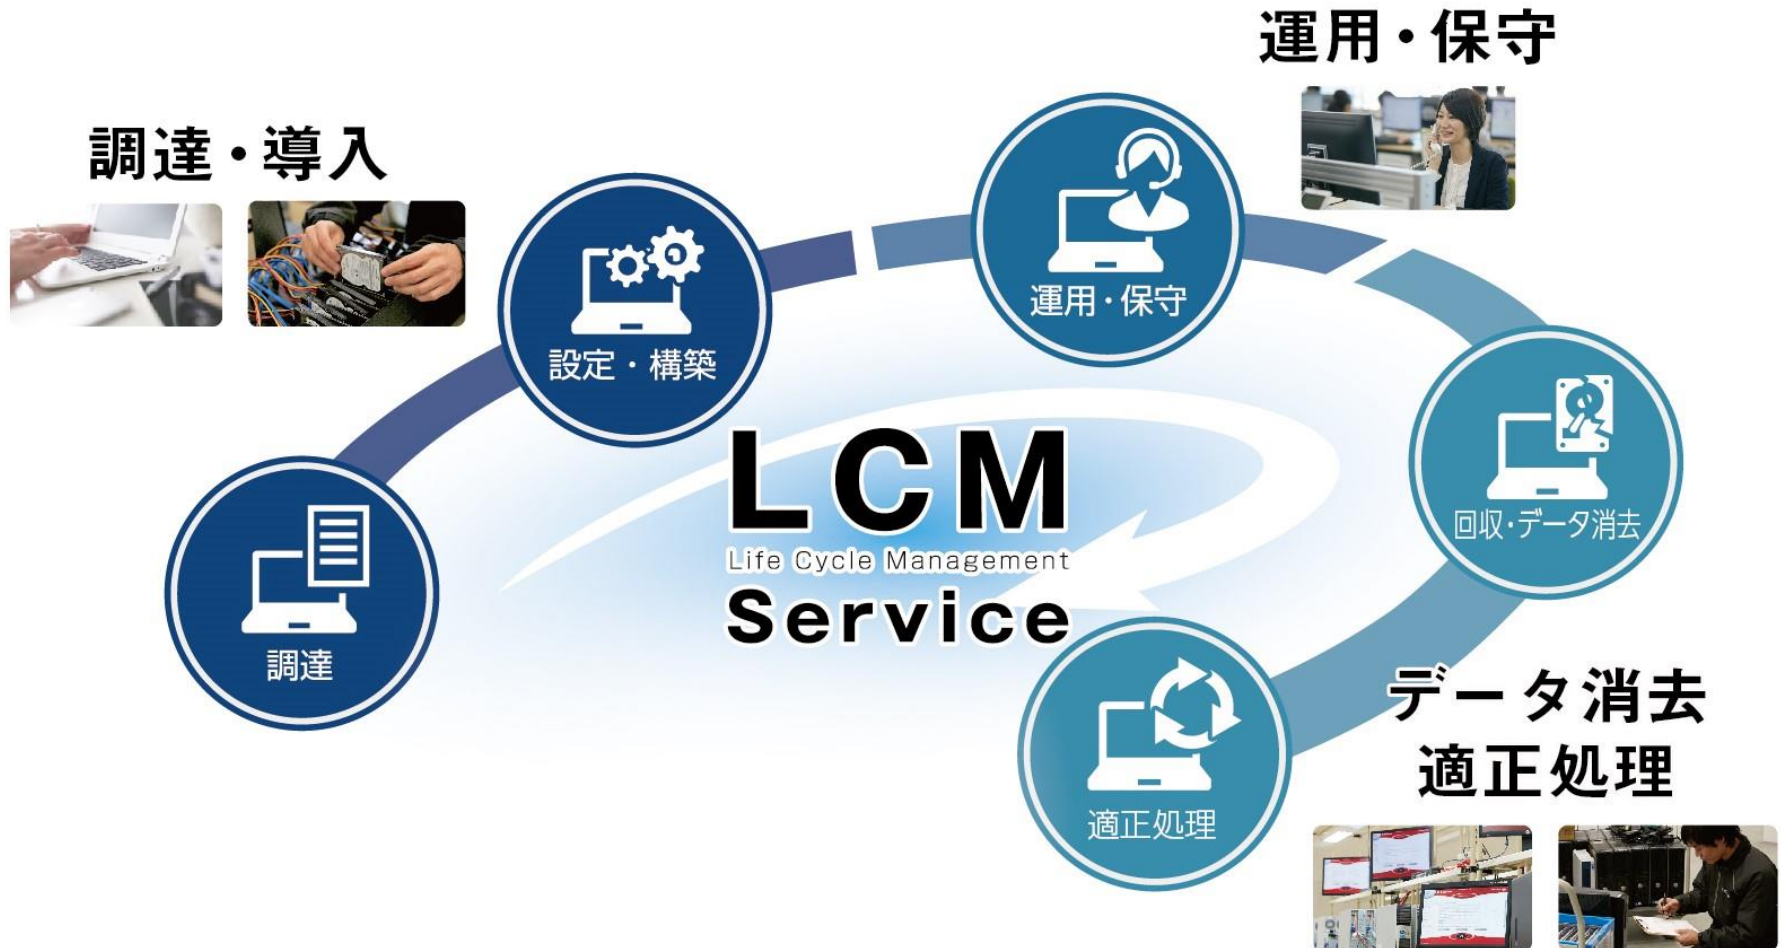 運用・保守
調達・導入
運用・保守
設定・構築
LCM
Life Cycle Management
Service
回収・データ消去
調達
データ消去
適正処理
適正処理